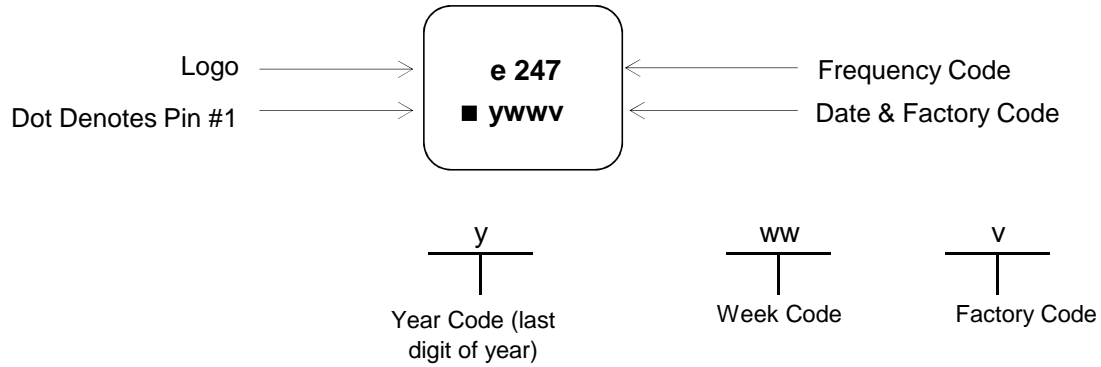 Logo
e 247
Frequency Code
Dot Denotes Pin #1
■ ywwv
Date & Factory Code
y
ww
v
Year Code (last
digit of year)
Week Code
Factory Code